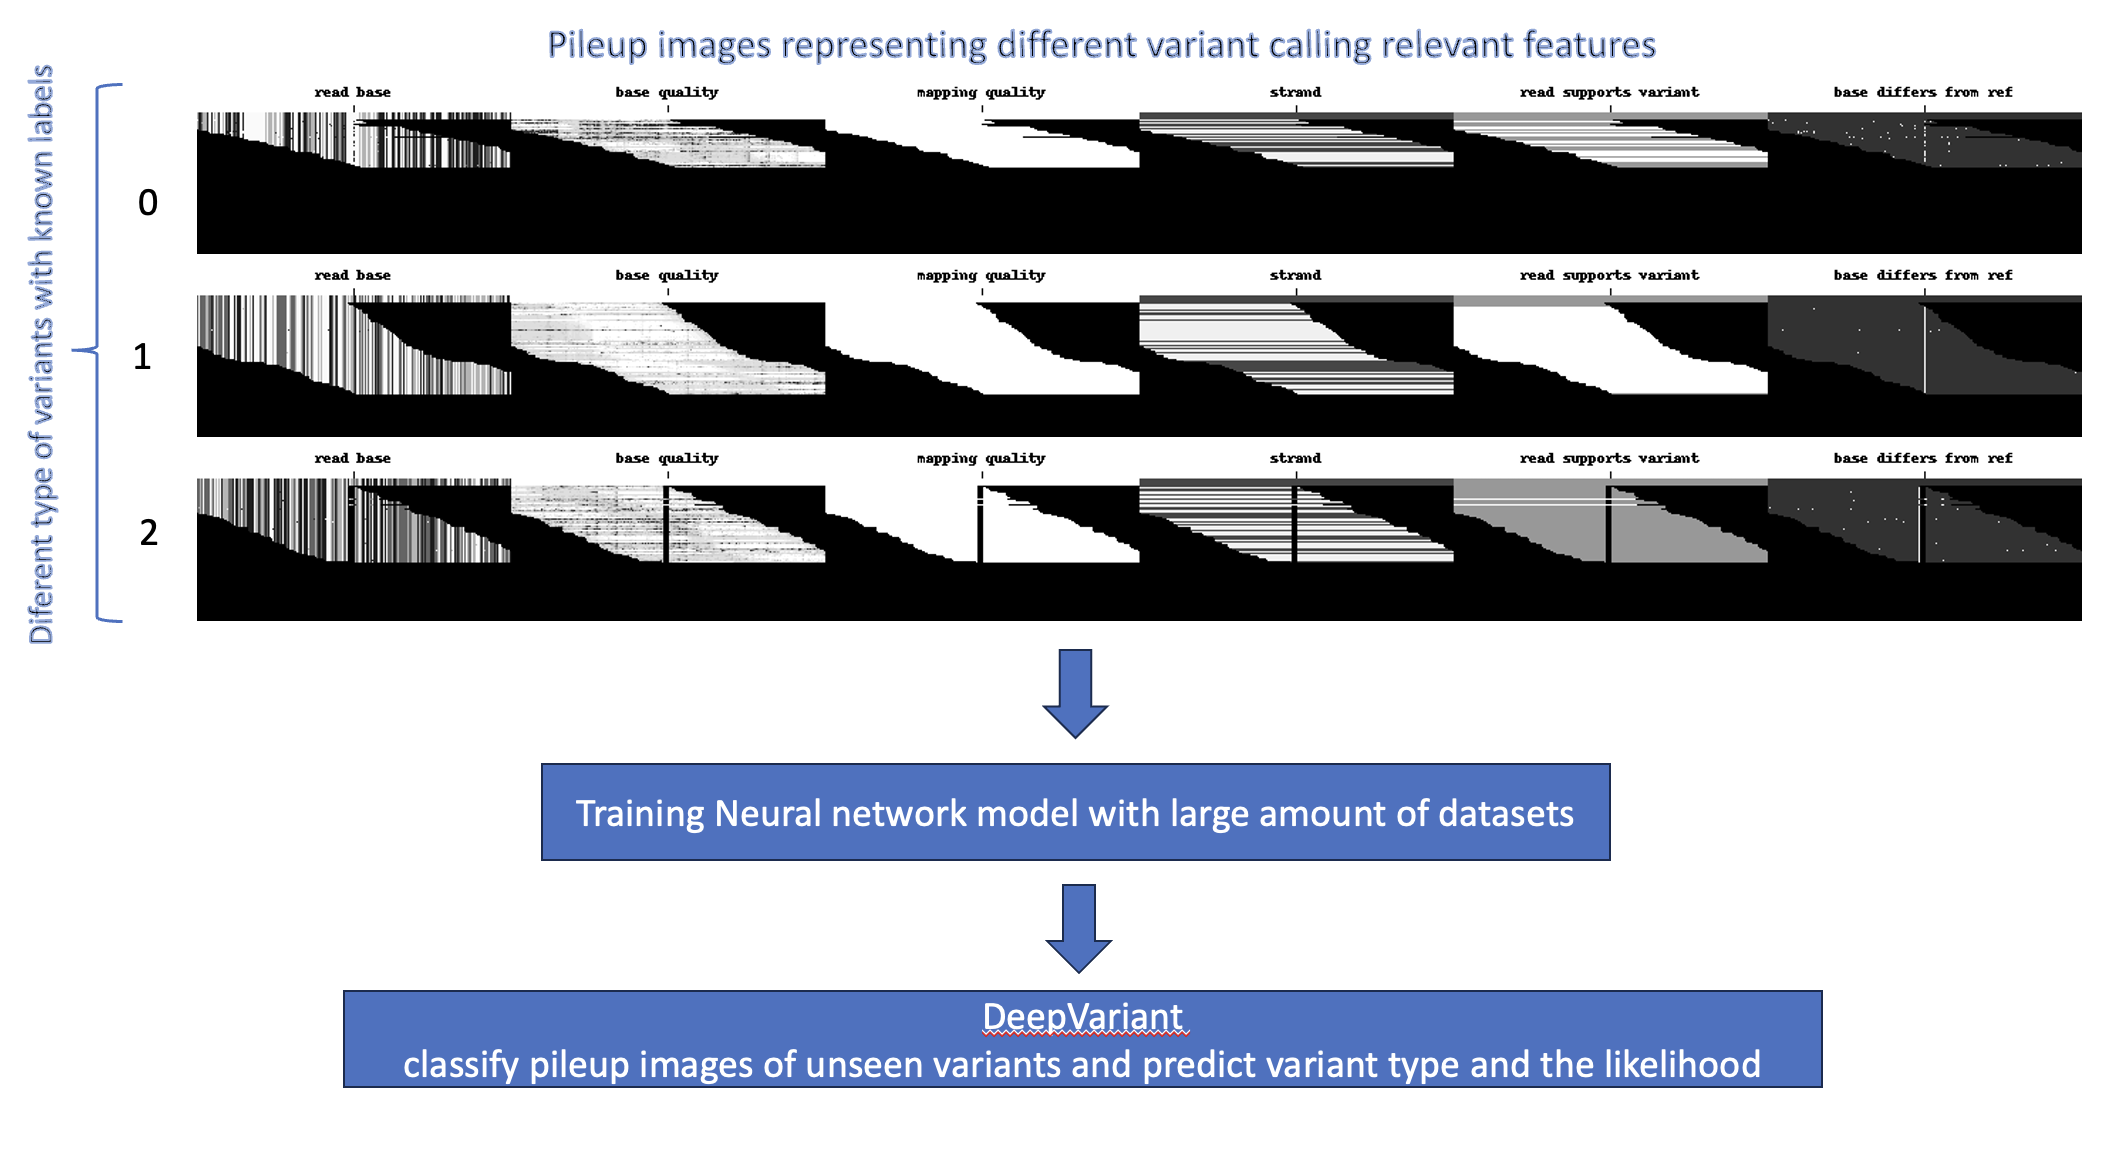 Pileup images representing different variant calling relevant features
Diferent type of variants with known labels
read base base quality mapping quality strand read supports variant base differs from ref
0
read base base quality mapping quality strand read supports variant base differs from ref
1
read base base quality mapping quality strand read supports variant base differs from ref
2
Training Neural network model with large amount of datasets
DeepVariant
classify pileup images of unseen variants and predict variant type and the likelihood